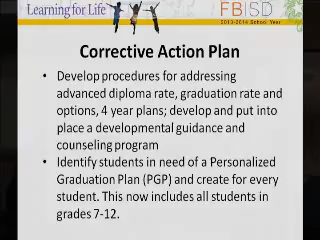 Learning for Life
FBISD
2013-2014 School Year
Corrective Action Plan
• Develop procedures for addressing
advanced diploma rate, graduation rate and
options, 4 year plans; develop and put into
place a developmental guidance and
counseling program
• Identify students in need of a Personalized
Graduation Plan (PGP) and create for every
student. This now includes all students in
grades 7-12.